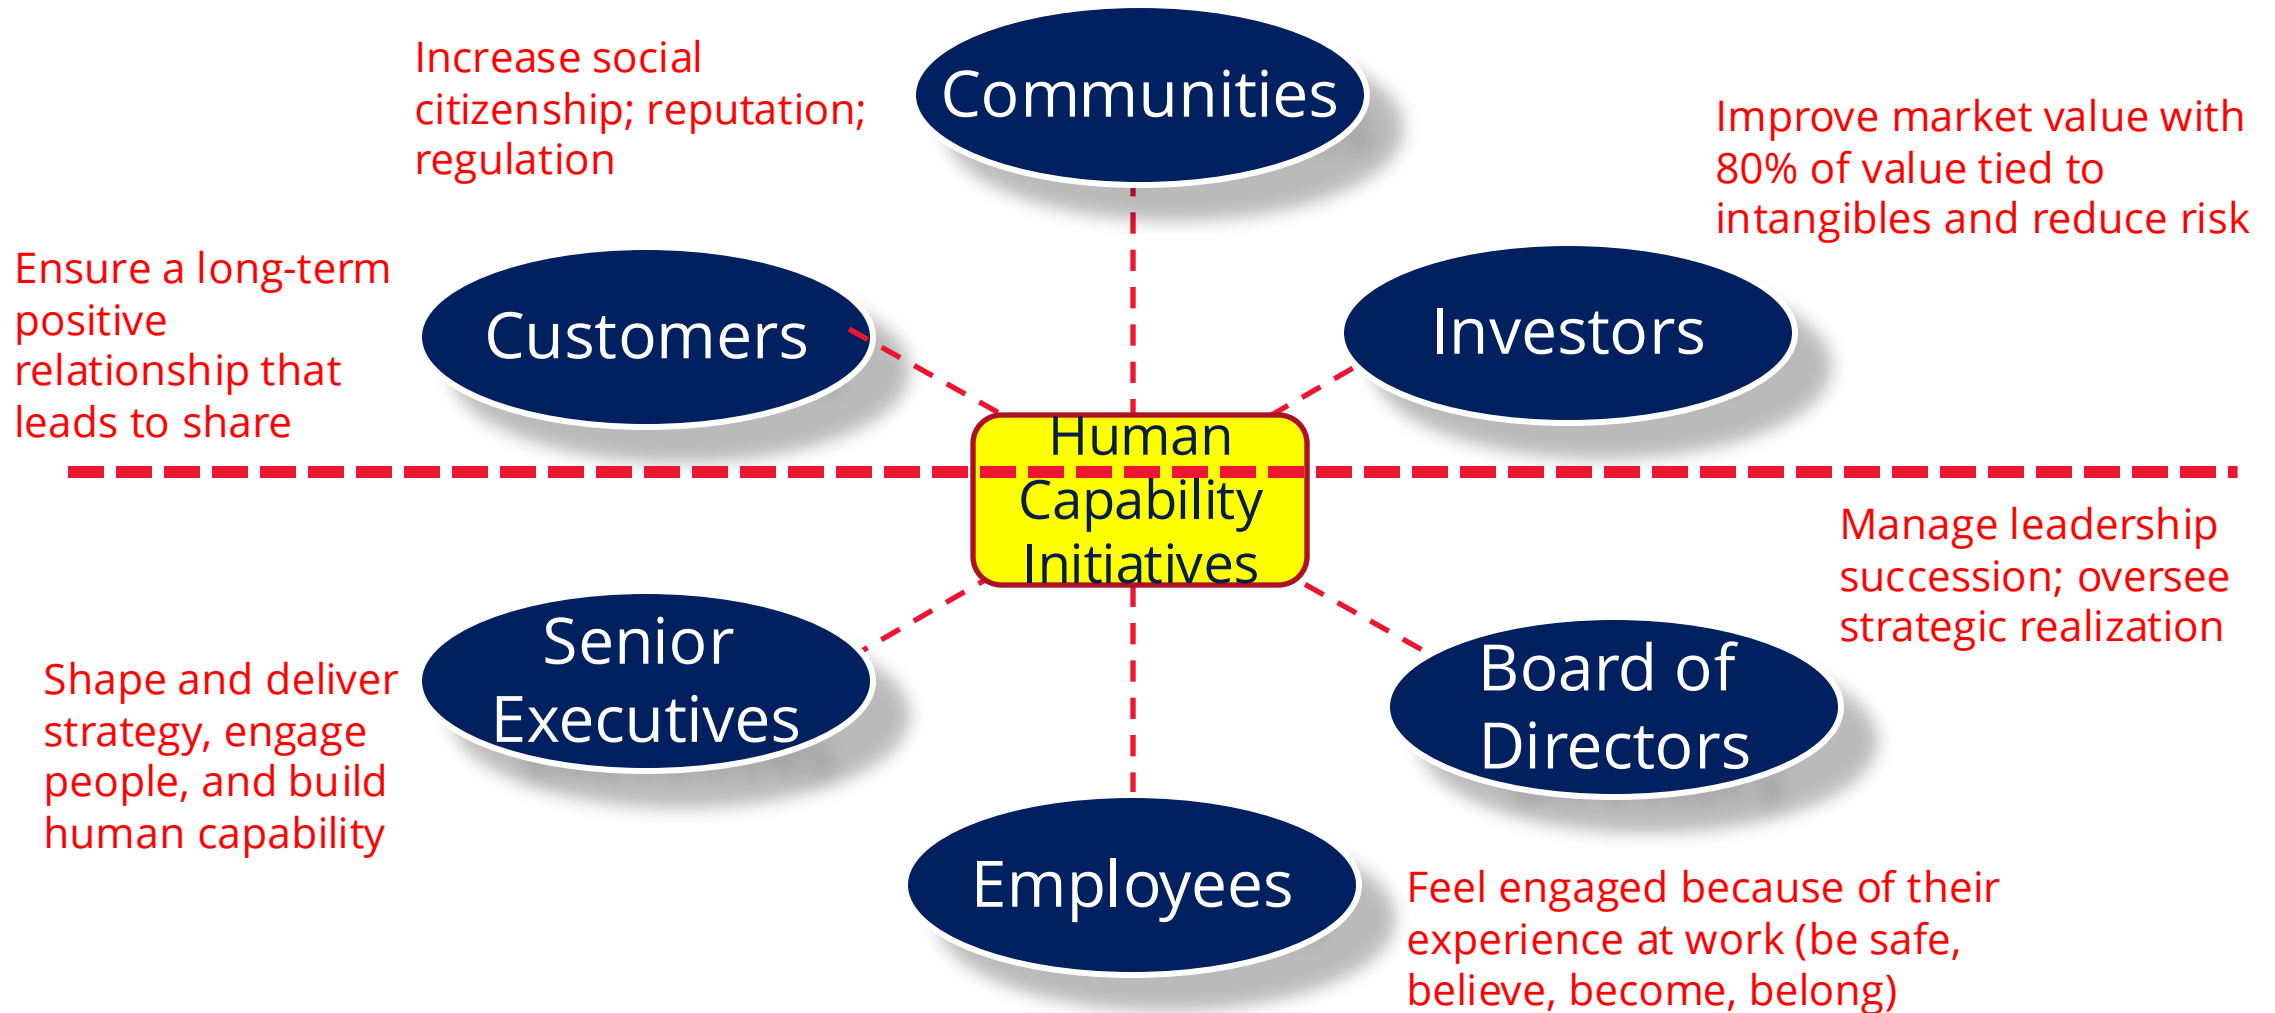 Communities
Increase social
citizenship; reputation;
regulation
Improve market value with
80% of value tied to
intangibles and reduce risk
Ensure a long-term
positive
relationship that
leads to share
Customers
Investors
Human
Capability
Initiatives
Manage leadership
succession; oversee
strategic realization
Senior
Executives
Shape and deliver
strategy, engage
people, and build
human capability
Board of
Directors
Employees
Feel engaged because of their
experience at work (be safe,
believe, become, belong)